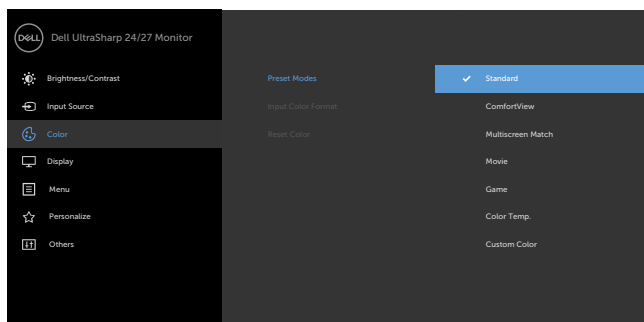 DELL Dell UltraSharp 24/27 Monitor
Brightness/Contrast Preset Modes Standard
Input Source Input Color Format ComfortView
Color Reset Color Multiscreen Match
Display Movie
Menu Game
Personalize Color Temp.
Others Custom Color